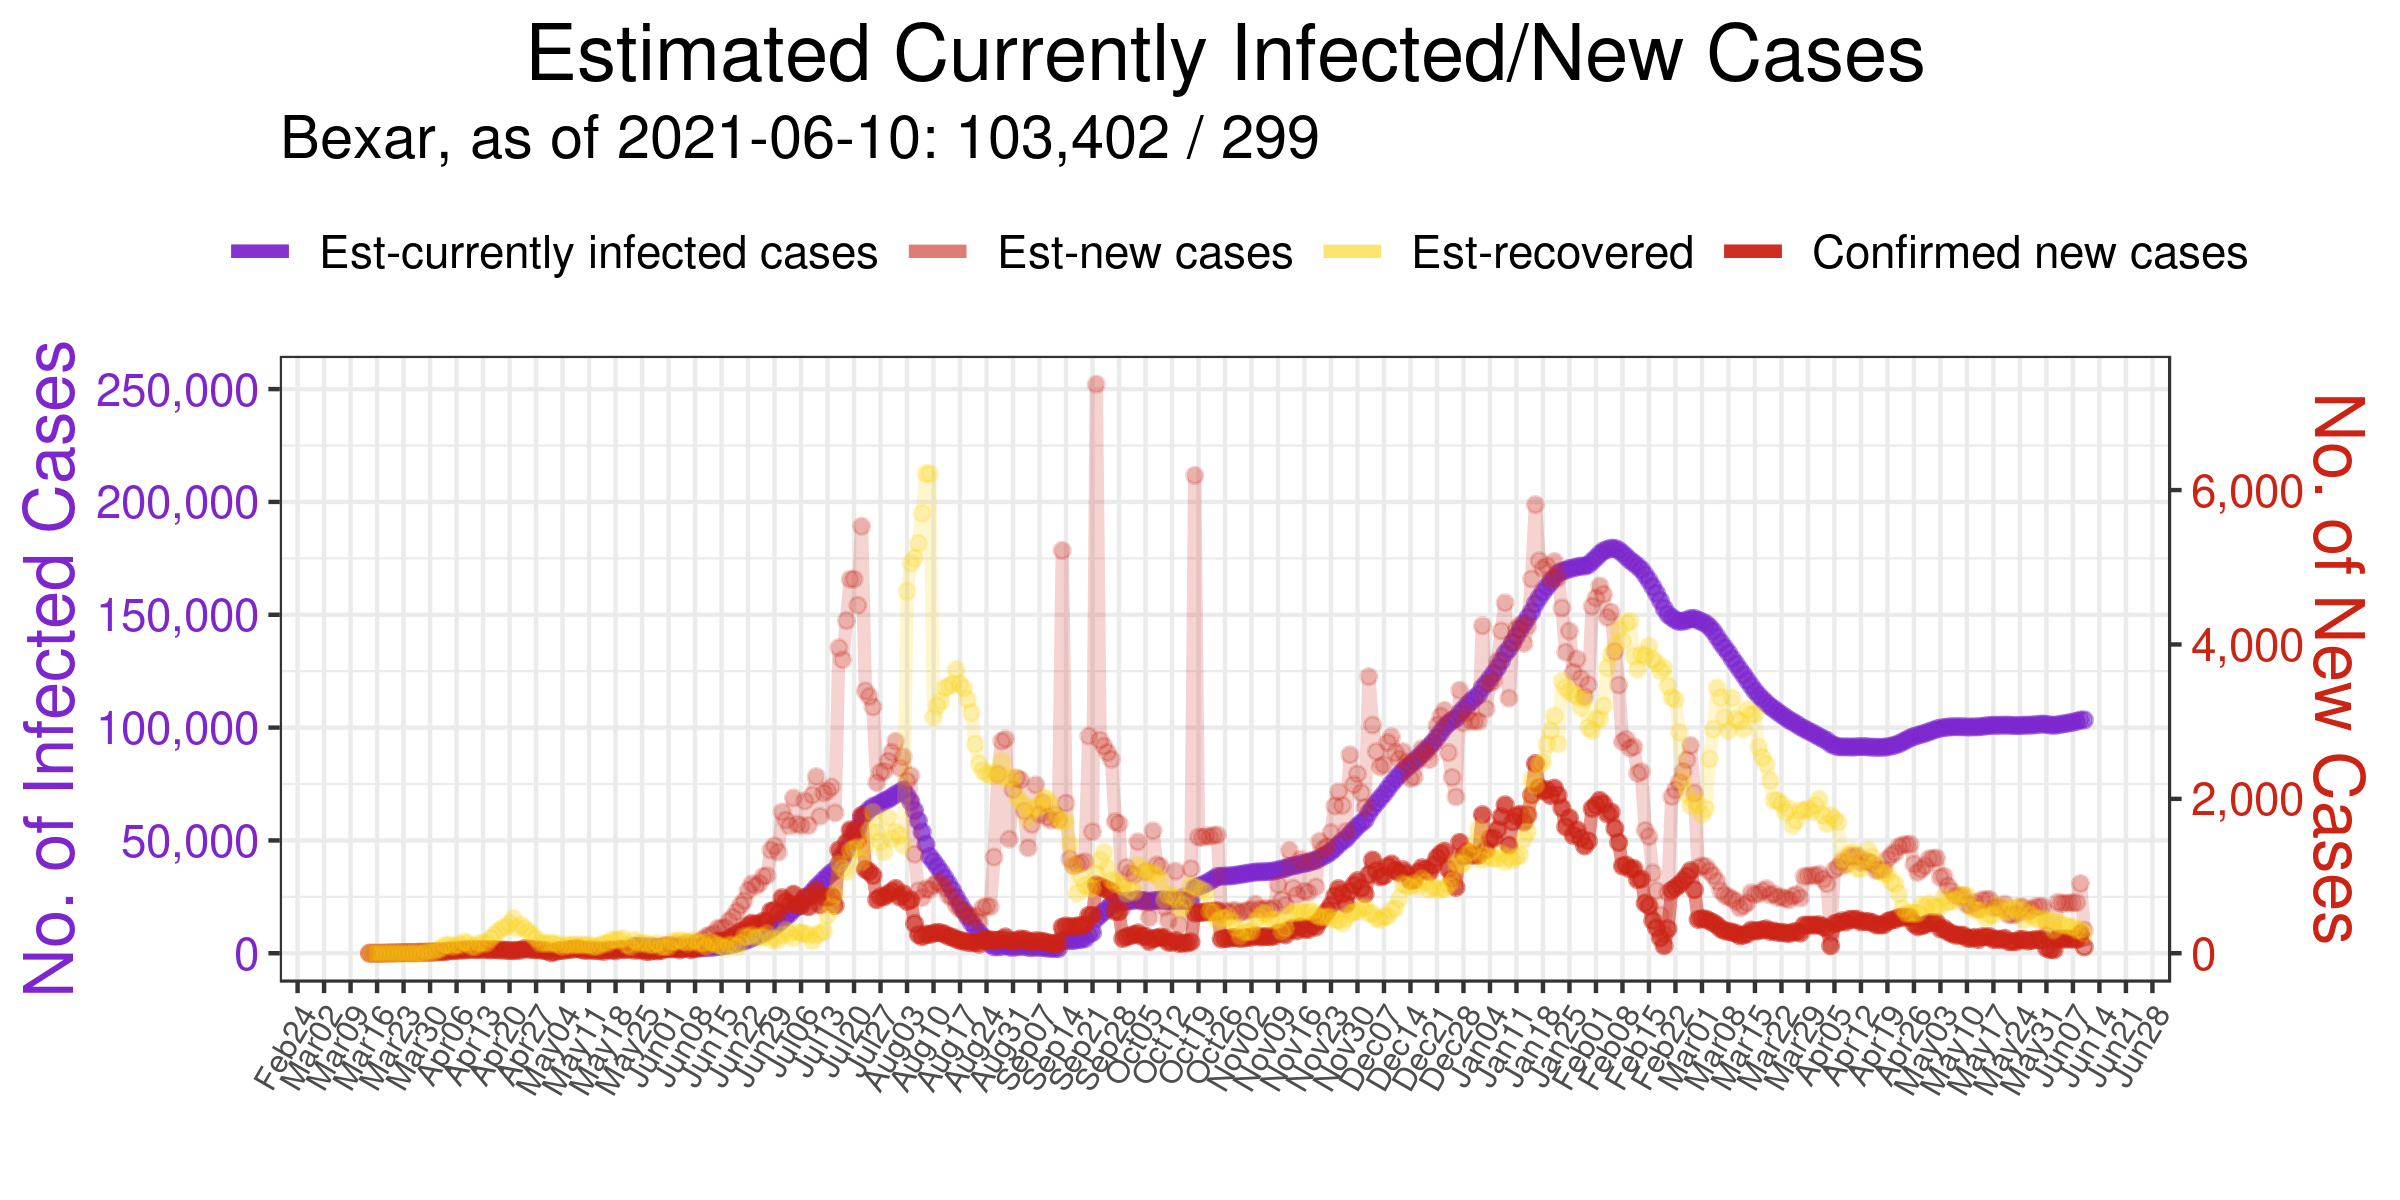 Estimated Currently Infected/New Cases
Bexar, as of 2021-06-10: 103,402 / 299
Est-currently infected cases Est-new cases Est-recovered Confirmed new cases
No. of Infected Cases
250,000
200,000
150,000
100,000
50,000
0
6,000
4,000
2,000
0
No. of New Cases
Feb24
Mar02
Mar09
Mar16
Mar23
Mar30
Apr06
Apr13
Apr20
Apr27
May04
May11
May18
May25
Jun01
Jun08
Jun15
Jun22
Jun29
Jul06
Jul13
Jul20
Jul27
Aug03
Aug10
Aug17
Aug24
Aug31
Sep07
Sep14
Sep21
Sep28
Oct05
Oct12
Oct19
Oct26
Nov02
Nov09
Nov16
Nov23
Nov30
Dec07
Dec14
Dec21
Dec28
Jan04
Jan11
Jan18
Jan25
Feb01
Feb08
Feb15
Feb22
Mar01
Mar08
Mar15
Mar22
Mar29
Apr05
Apr12
Apr19
Apr26
May03
May10
May17
May24
May31
Jun07
Jun14
Jun21
Jun28